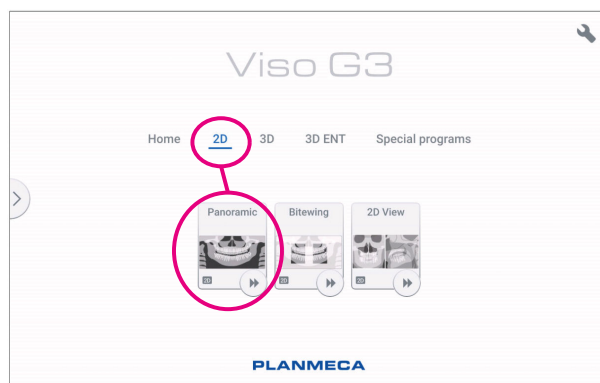 Viso G3
Home 2D 3D 3D ENT Special programs
Panoramic Bitewing 2D View
2D 2D 2D
PLANMECA